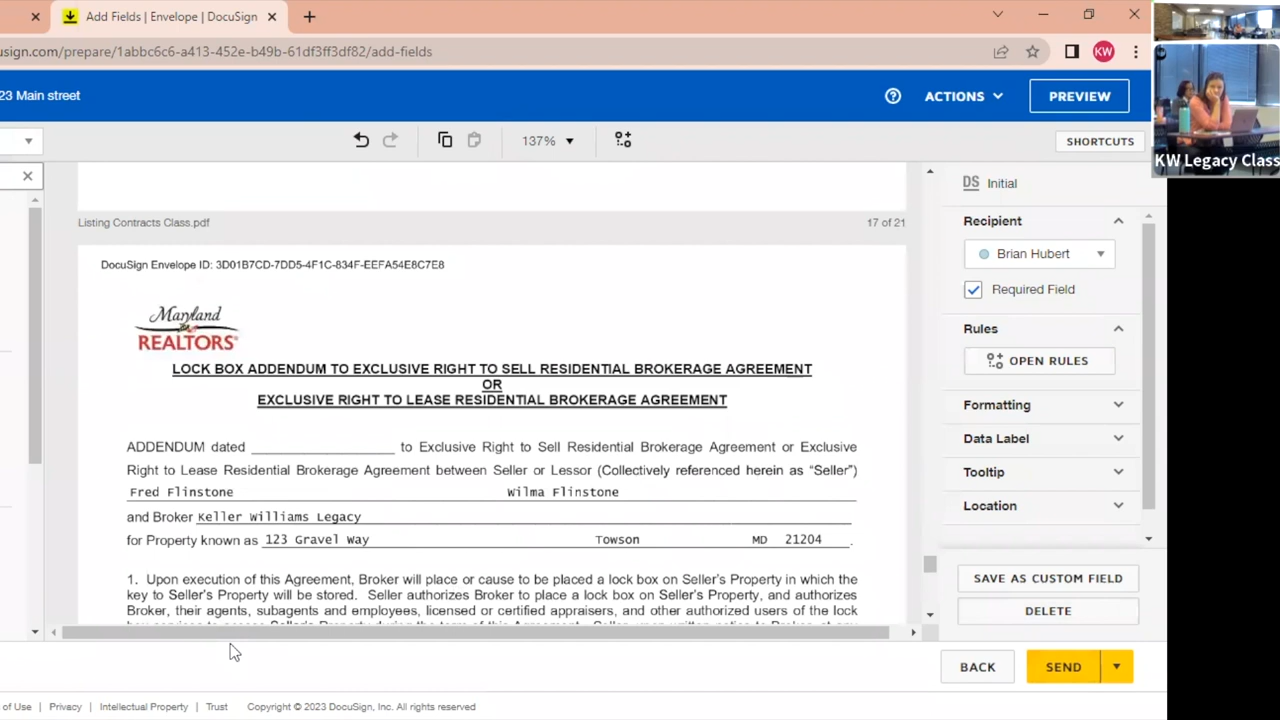 Add Fields | Envelope | DocuSign
usign.com/prepare/1abbc6c6-a413-452e-b49b-61df3ff3df82/add-fields
KW
23 Main street
ACTIONS
PREVIEW
137%
SHORTCUTS
KW Legacy Class
DS Initial
Listing Contracts Class.pdf
17 of 21
Recipient
Brian Hubert
Required Field
Rules
OPEN RULES
Formatting
Data Label
Tooltip
Location
SAVE AS CUSTOM FIELD
DELETE
DocuSign Envelope ID: 3D01B7CD-7DD5-4F1C-834F-EEFA54E8C7E8
Maryland
REALTORS®
LOCK BOX ADDENDUM TO EXCLUSIVE RIGHT TO SELL RESIDENTIAL BROKERAGE AGREEMENT
OR
EXCLUSIVE RIGHT TO LEASE RESIDENTIAL BROKERAGE AGREEMENT
ADDENDUM dated ____________________ to Exclusive Right to Sell Residential Brokerage Agreement or Exclusive
Right to Lease Residential Brokerage Agreement between Seller or Lessor (Collectively referenced herein as “Seller”)
Fred Flinstone Wilma Flinstone
and Broker Keller Williams Legacy
for Property known as 123 Gravel Way Towson MD 21204.
1. Upon execution of this Agreement, Broker will place or cause to be placed a lock box on Seller's Property in which the
key to Seller's Property will be stored. Seller authorizes Broker to place a lock box on Seller's Property, and authorizes
Broker, their agents, subagents and employees, licensed or certified appraisers, and other authorized users of the lock
BACK
SEND
of Use | Privacy | Intellectual Property | Trust Copyright © 2023 DocuSign, Inc. All rights reserved